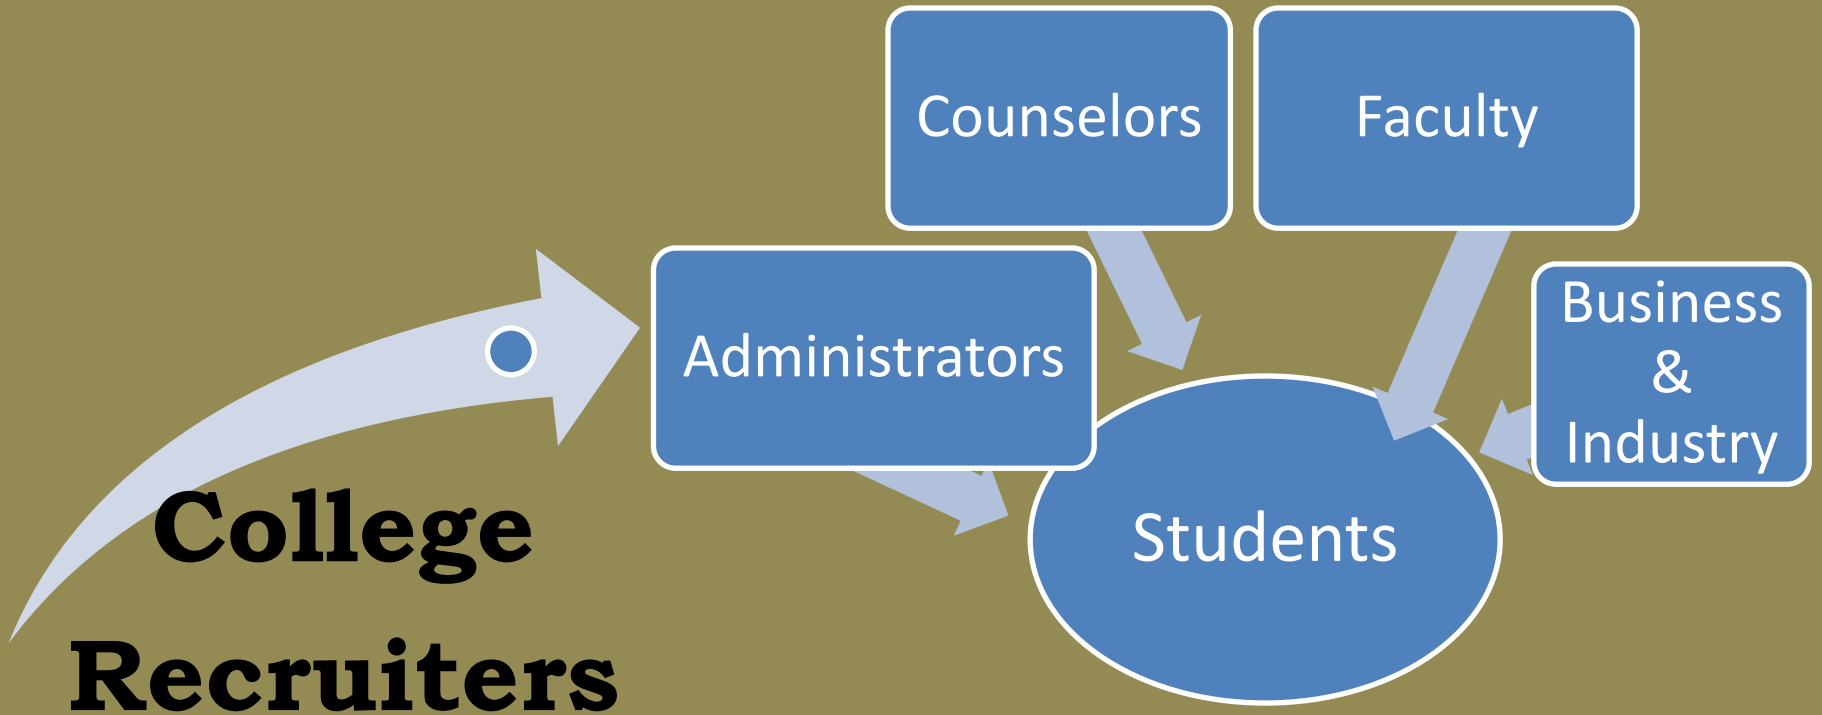 Counselors
Faculty
Administrators
Business
&
Industry
Students
College
Recruiters